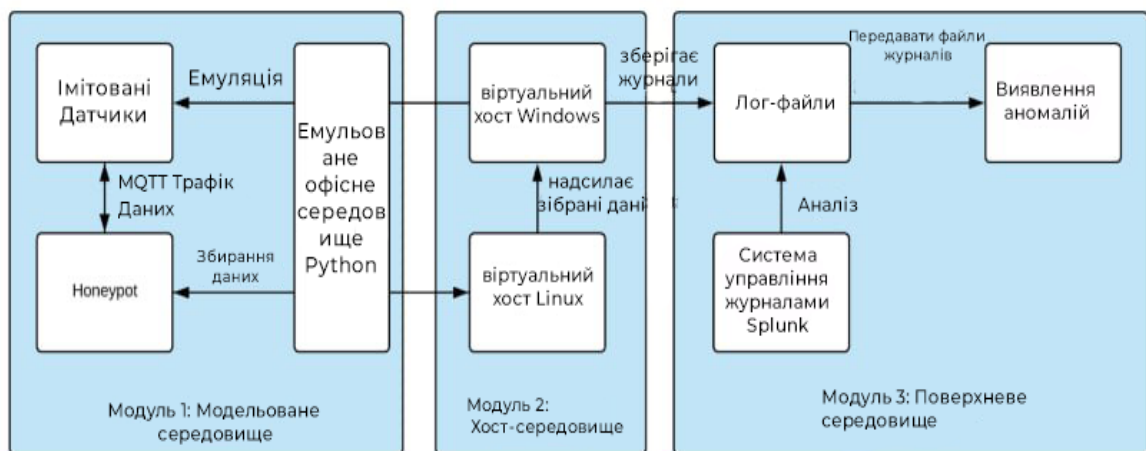 Імітовані
Датчики
Емуляція
MQTT Трафік
Даних
Honeypot
Збирання
даних
Емульов
ане
офісне
середов
ище
Python
Модуль 1: Модельоване
середовище
віртуальний
хост Windows
надсилає
зібрані дані
віртуальний
хост Linux
Модуль 2:
Хост-середовище
зберігає
журнали
Лог-файли
Передавати файли
журналів
Виявлення
аномалій
Аналіз
Система
управління
журналами
Splunk
Модуль 3: Поверхневе
середовище